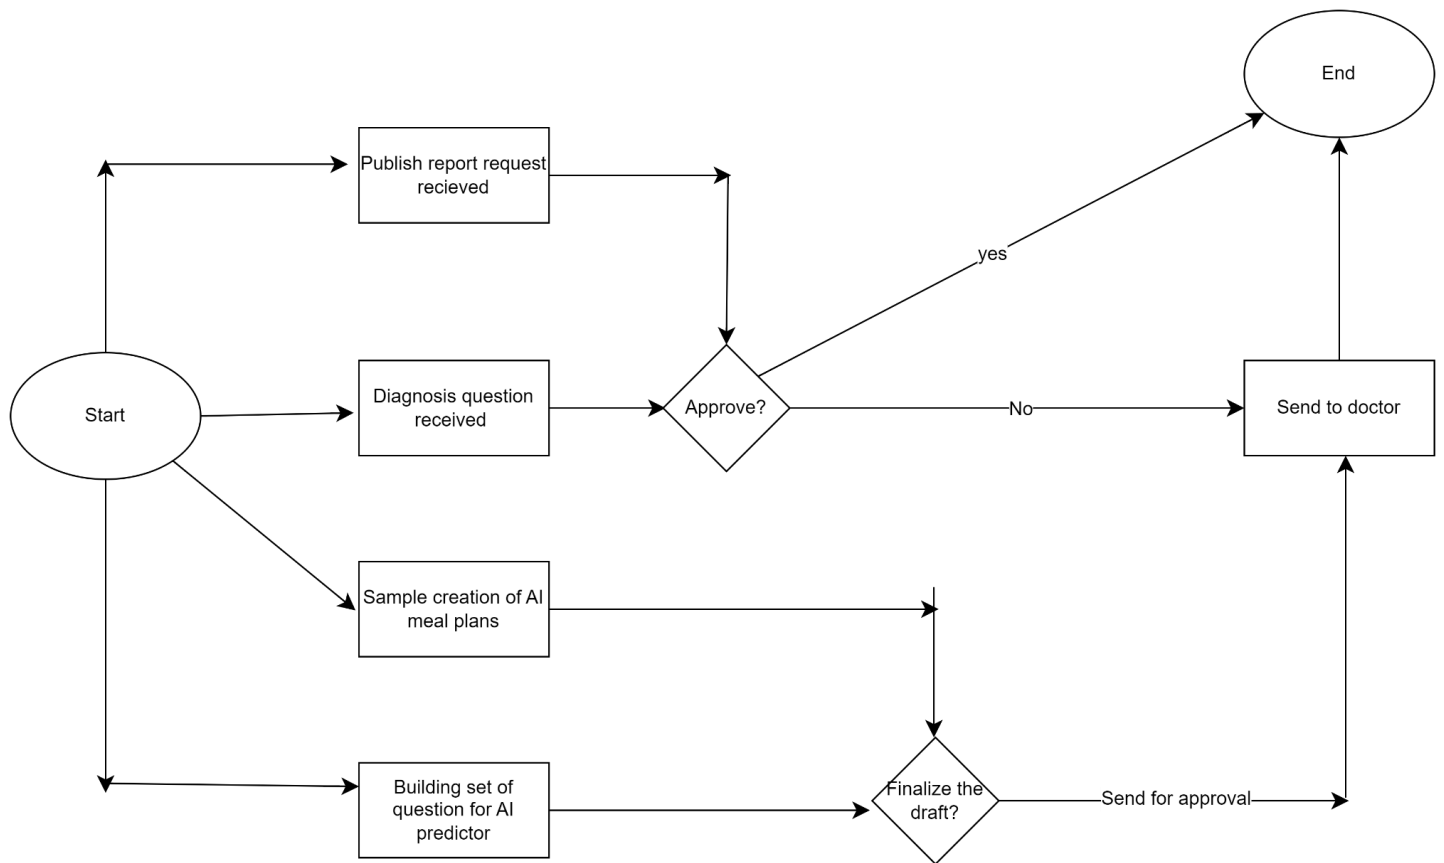 End
Publish report request
recieved
yes
Start
Diagnosis question
received
Approve?
No
Send to doctor
Sample creation of AI
meal plans
Building set of
question for AI
predictor
Finalize the
draft?
Send for approval